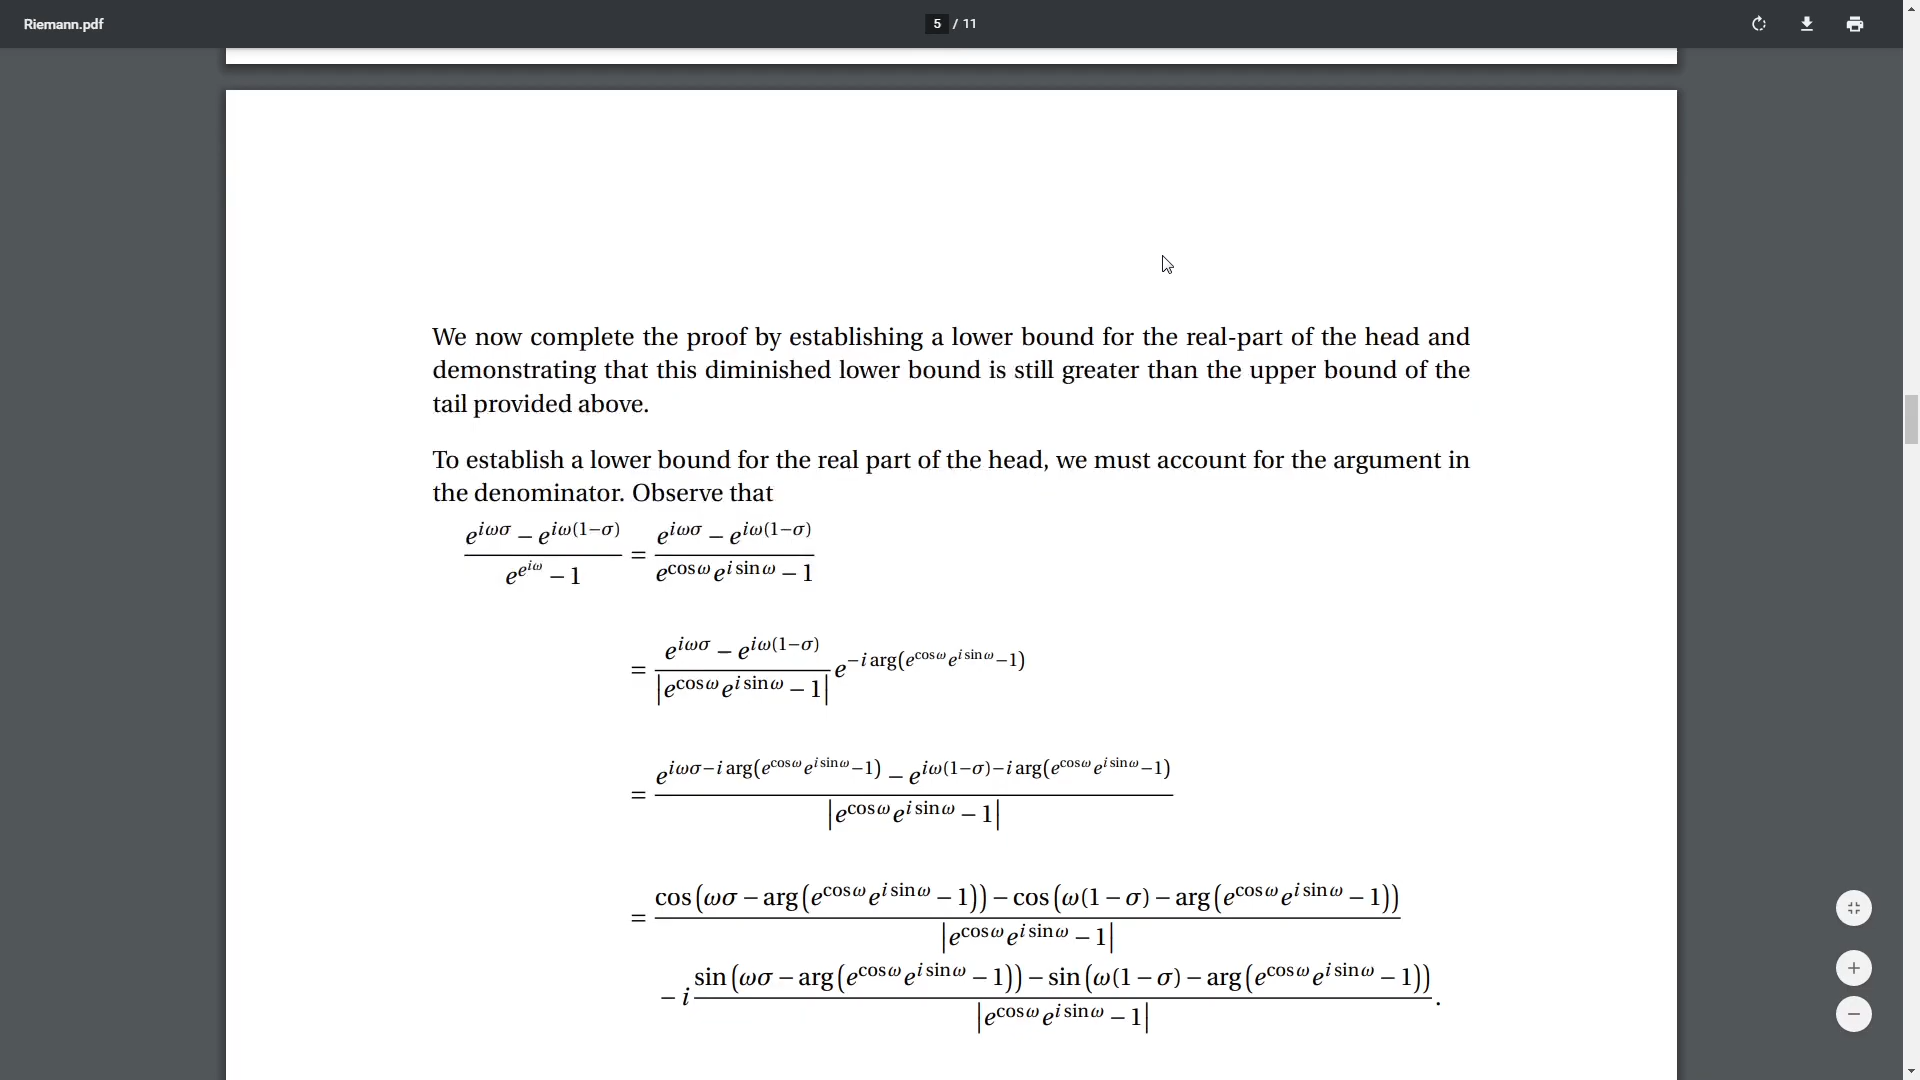 Riemann.pdf
5 / 11
We now complete the proof by establishing a lower bound for the real-part of the head and
demonstrating that this diminished lower bound is still greater than the upper bound of the
tail provided above.
To establish a lower bound for the real part of the head, we must account for the argument in
the denominator. Observe that
\frac{e^{iωσ} − e^{iω(1−σ)}}{e^{e^{iω}} − 1} = \frac{e^{iωσ} − e^{iω(1−σ)}}{e^{cos ω} e^{i sin ω} − 1}
= \frac{e^{iωσ} − e^{iω(1−σ)}}{|e^{cos ω} e^{i sin ω} − 1|} e^{−i arg(e^{cos ω} e^{i sin ω} − 1)}
= \frac{e^{iωσ−i arg(e^{cos ω} e^{i sin ω} − 1)} − e^{iω(1−σ)−i arg(e^{cos ω} e^{i sin ω} − 1)}}{|e^{cos ω} e^{i sin ω} − 1|}
= \frac{cos(ωσ − arg(e^{cos ω} e^{i sin ω} − 1)) − cos(ω(1−σ) − arg(e^{cos ω} e^{i sin ω} − 1))}{|e^{cos ω} e^{i sin ω} − 1|}
− i \frac{sin(ωσ − arg(e^{cos ω} e^{i sin ω} − 1)) − sin(ω(1−σ) − arg(e^{cos ω} e^{i sin ω} − 1))}{|e^{cos ω} e^{i sin ω} − 1|}.